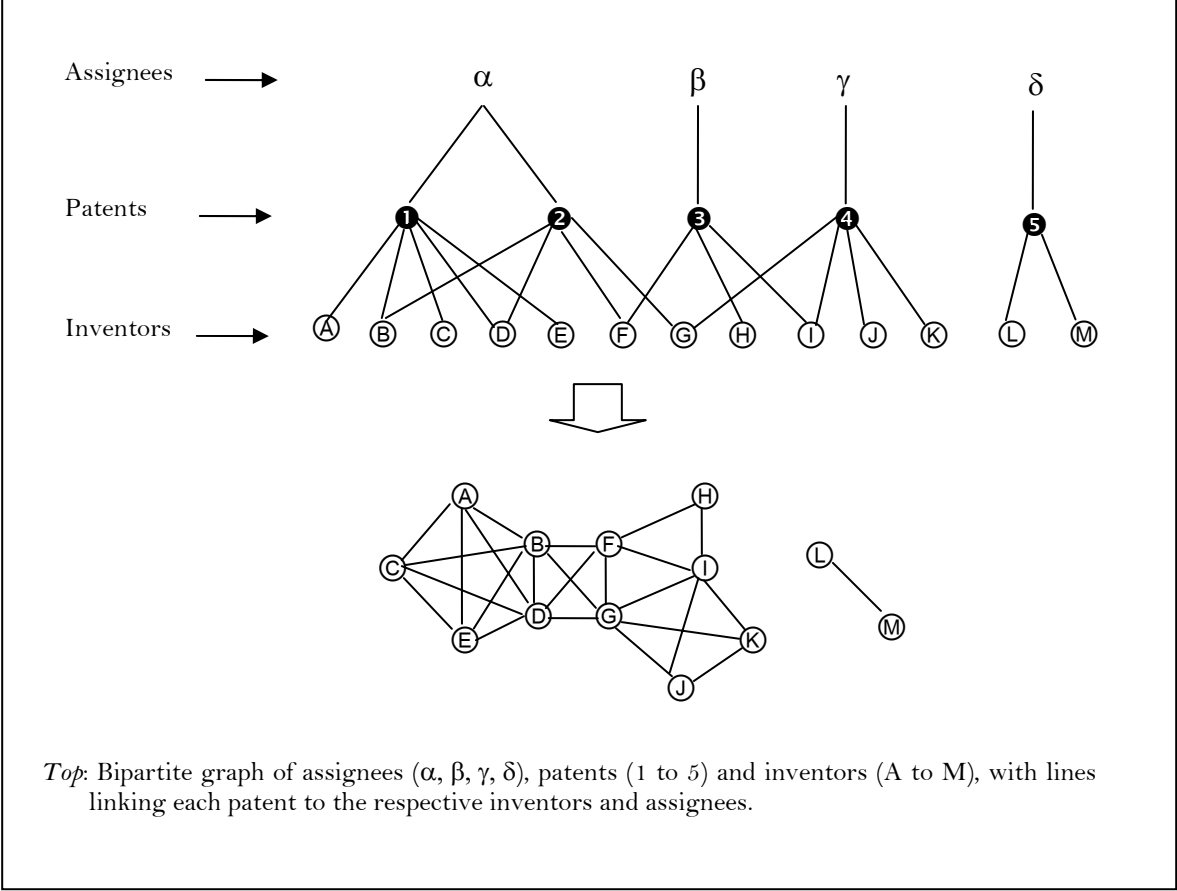 Assignees α β γ δ
Patents 1 2 3 4 5
Inventors A B C D E F G H I J K L M
A H
B F L
C I
D G M
E K
J
Top: Bipartite graph of assignees (α, β, γ, δ), patents (1 to 5) and inventors (A to M), with lines
linking each patent to the respective inventors and assignees.